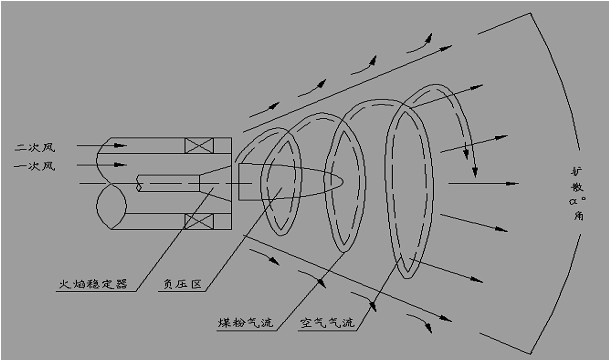 二次风
一次风
扩散α°角
火焰稳定器
负压区
煤粉气流
空气气流